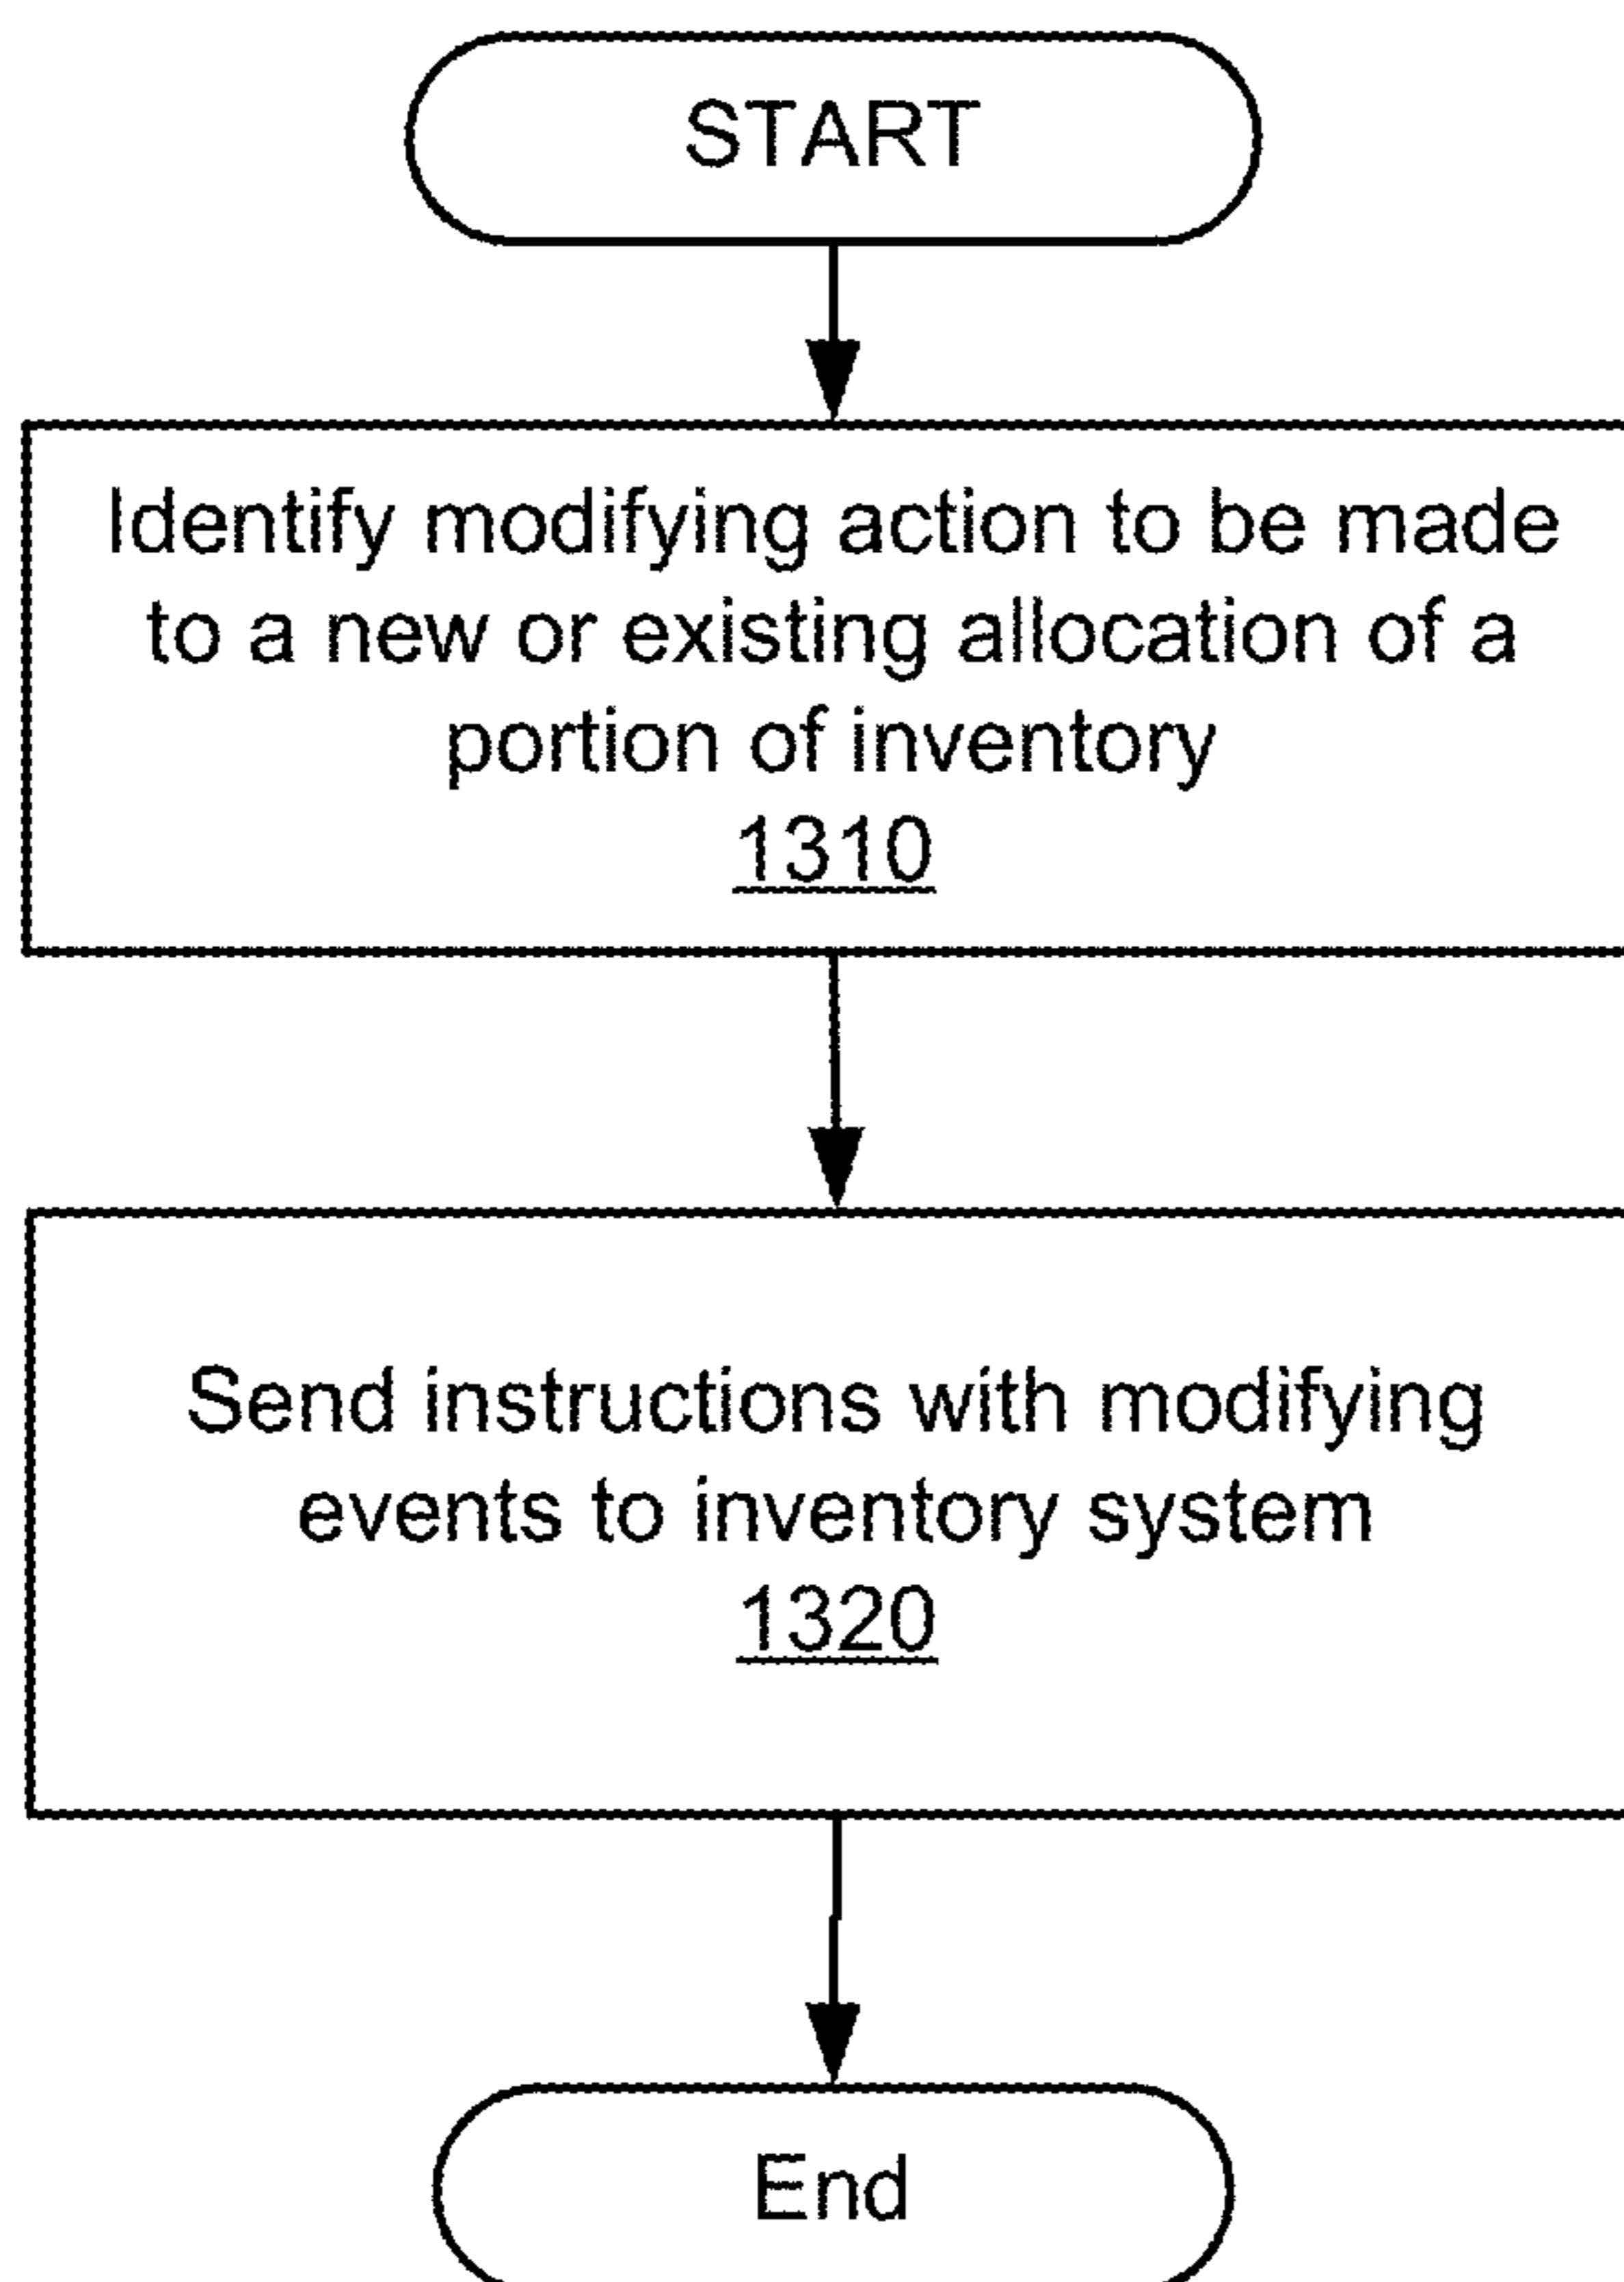 START
Identify modifying action to be made
to a new or existing allocation of a
portion of inventory
1310
Send instructions with modifying
events to inventory system
1320
End